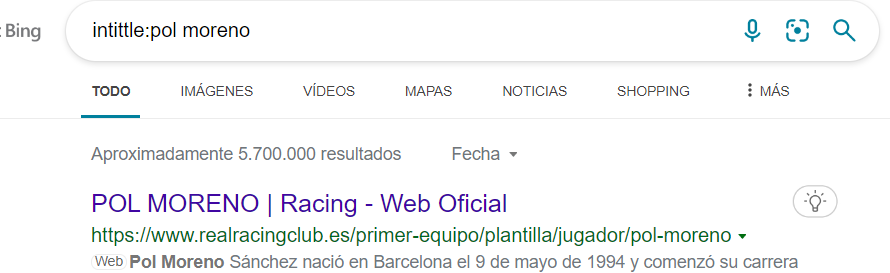 Bing
intittle:pol moreno
TODO IMÁGENES VÍDEOS MAPAS NOTICIAS SHOPPING MÁS
Aproximadamente 5.700.000 resultados Fecha
POL MORENO | Racing - Web Oficial
https://www.realracingclub.es/primer-equipo/plantilla/jugador/pol-moreno
Web Pol Moreno Sánchez nació en Barcelona el 9 de mayo de 1994 y comenzó su carrera